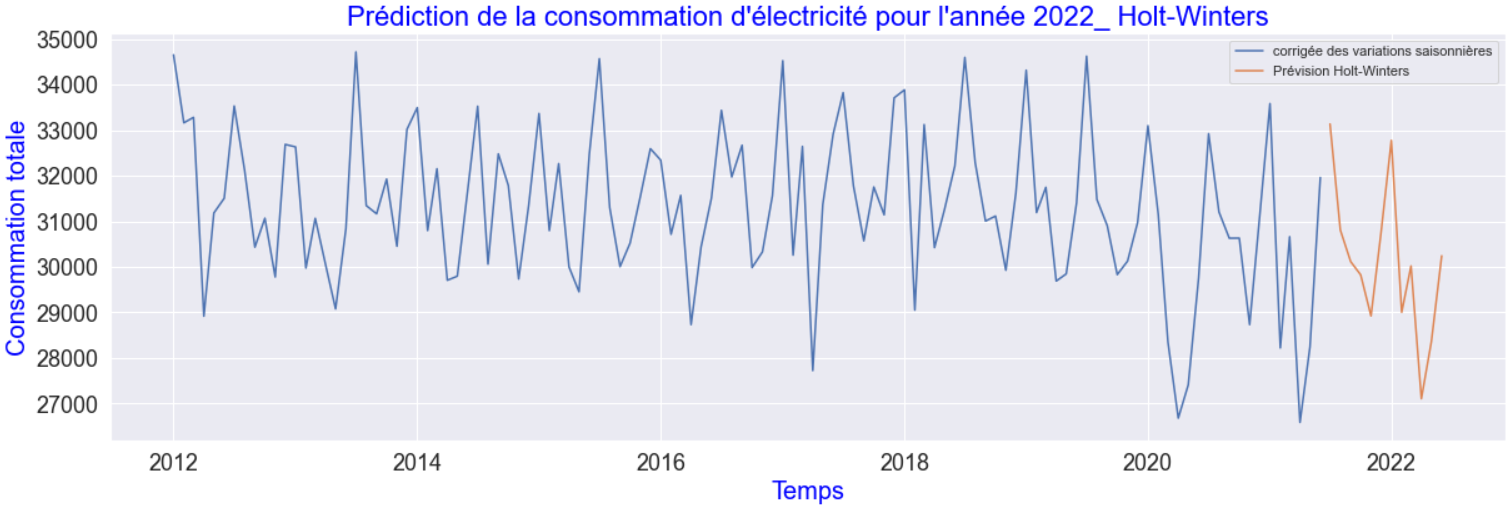 Prédiction de la consommation d'électricité pour l'année 2022_ Holt-Winters
corrigée des variations saisonnières
Prévision Holt-Winters
Consommation totale
35000
34000
33000
32000
31000
30000
29000
28000
27000
2012 2014 2016 2018 2020 2022
Temps